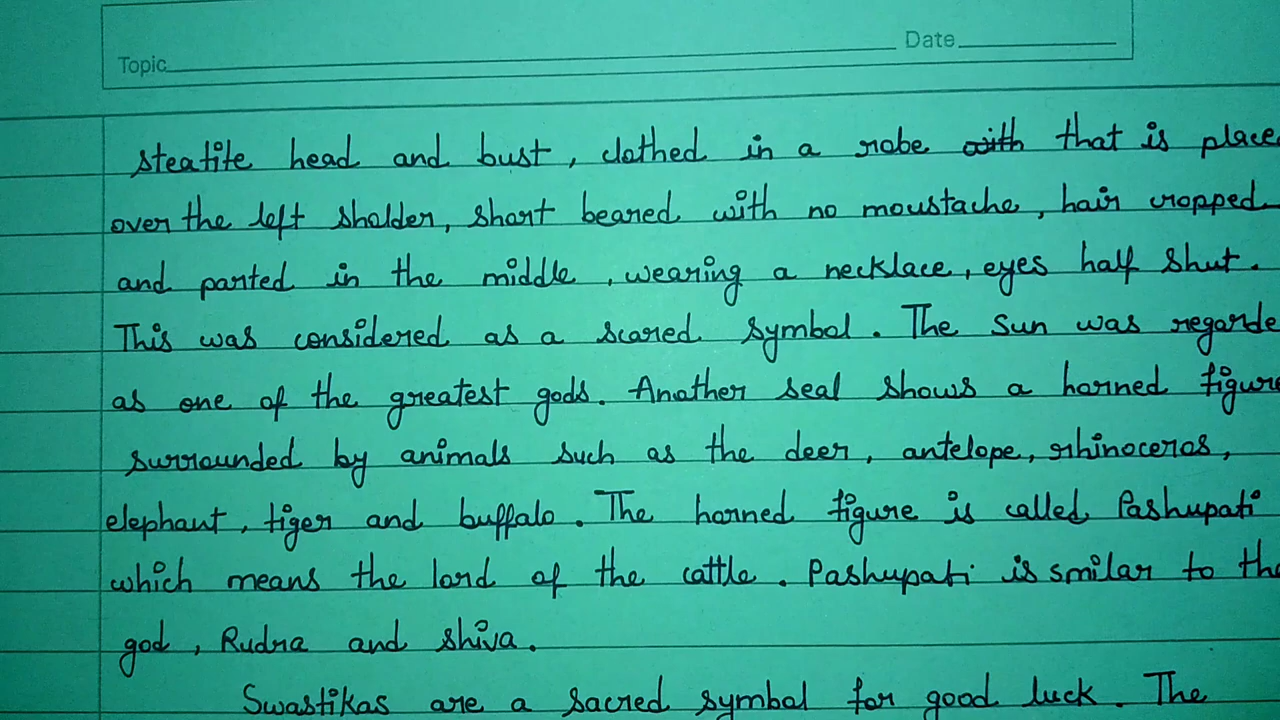 Date
Topic
steatite head and bust, clothed in a robe with that is place
over the left sholder, short beared with no moustache, hair cropped
and parted in the middle, wearing a necklace, eyes half shut.
This was considered as a scared symbol. The Sun was regarde
as one of the greatest gods. Another seal shows a horned figure
surrounded by animals such as the deer, antelope, rhinoceros,
elephant, tiger and buffalo. The horned figure is called Pashupati
which means the lord of the cattle. Pashupati is smilar to the
god, Rudra and Shiva.
Swastikas are a sacred symbol for good luck. The